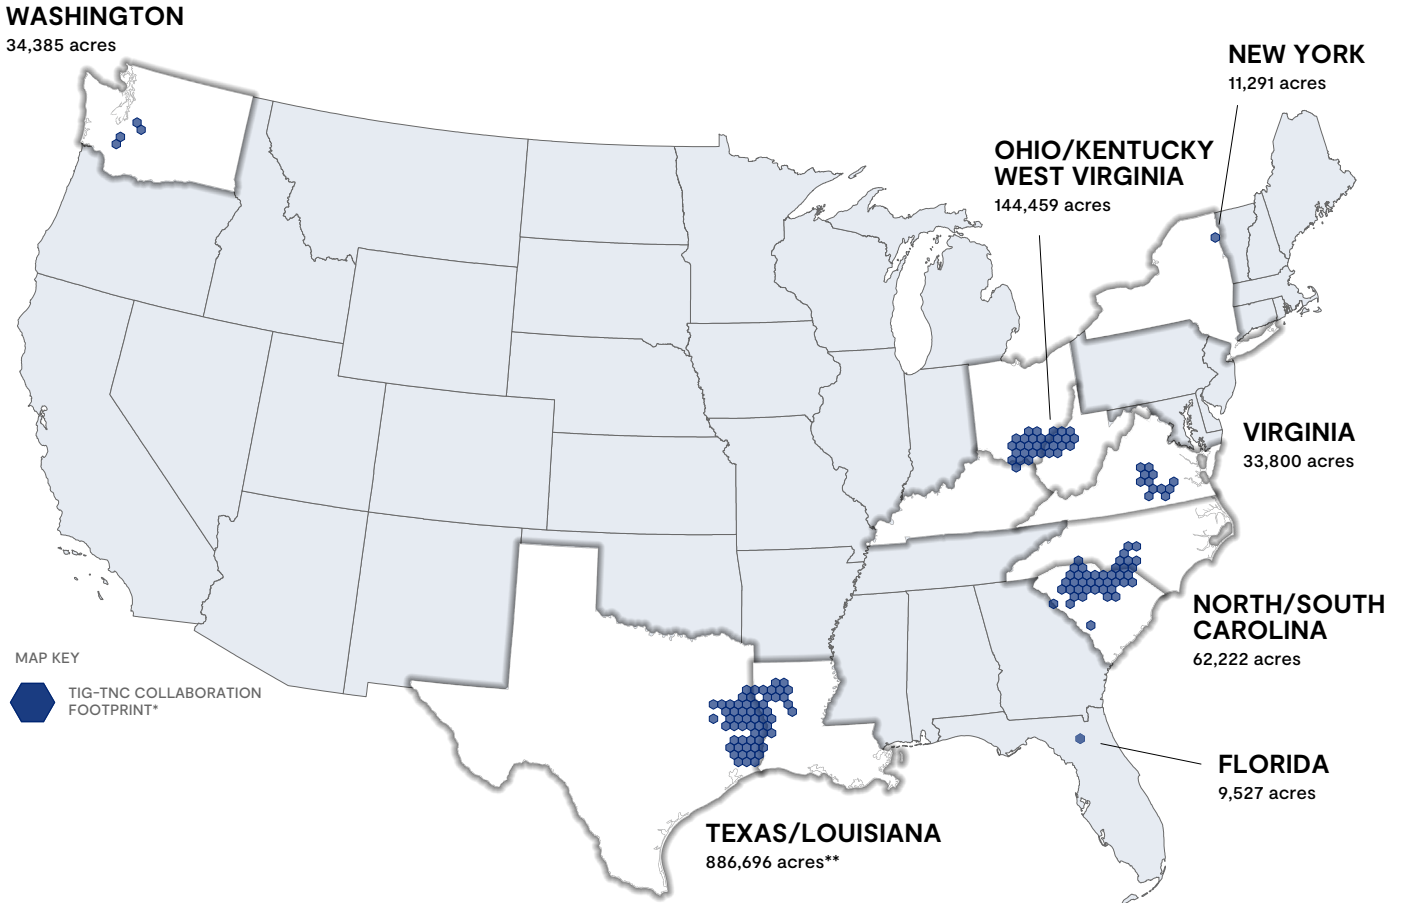 WASHINGTON
34,385 acres
NEW YORK
11,291 acres
OHIO/KENTUCKY
WEST VIRGINIA
144,459 acres
VIRGINIA
33,800 acres
NORTH/SOUTH
CAROLINA
62,222 acres
MAP KEY
TIG-TNC COLLABORATION
FOOTPRINT*
FLORIDA
9,527 acres
TEXAS/LOUISIANA
886,696 acres**